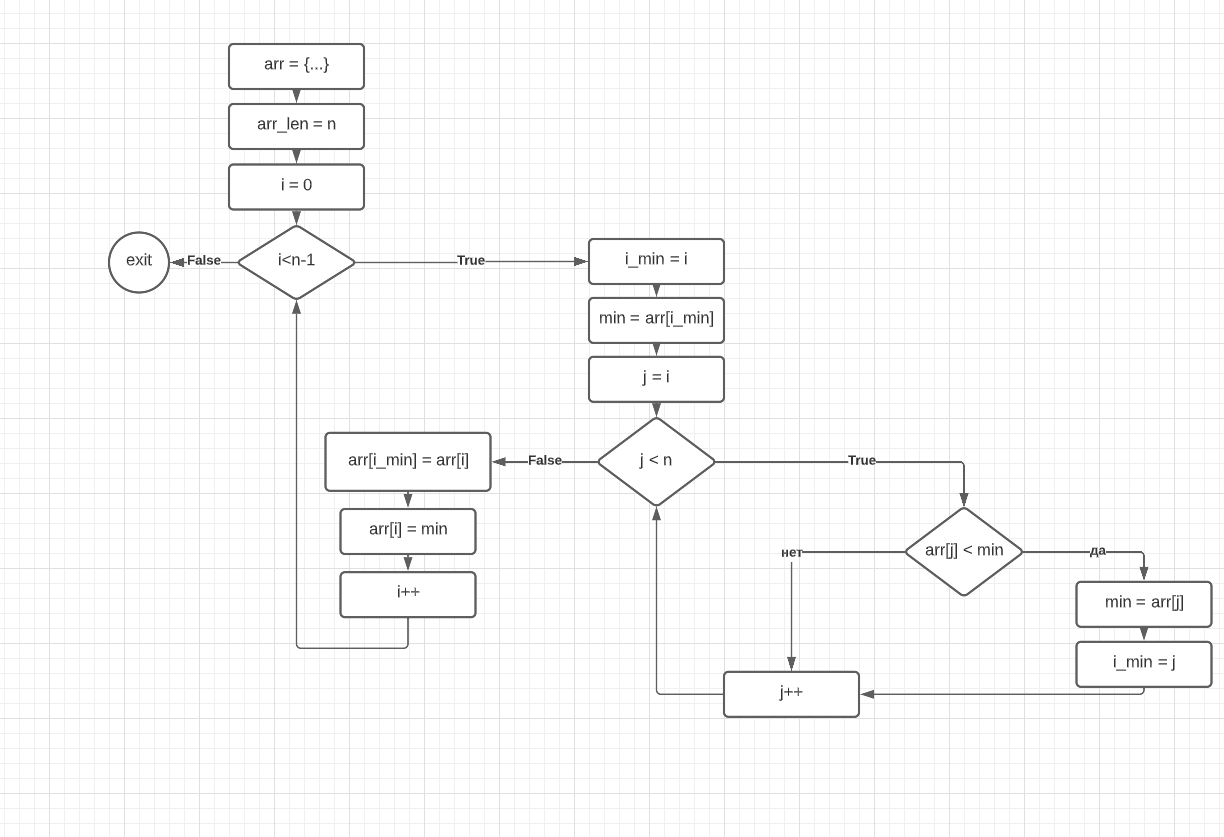 arr = {...}
arr_len = n
i = 0
exit
False
i<n-1
True
i_min = i
min = arr[i_min]
j = i
arr[i_min] = arr[i]
False
j < n
True
arr[i] = min
нет
arr[j] < min
да
i++
min = arr[j]
i_min = j
j++